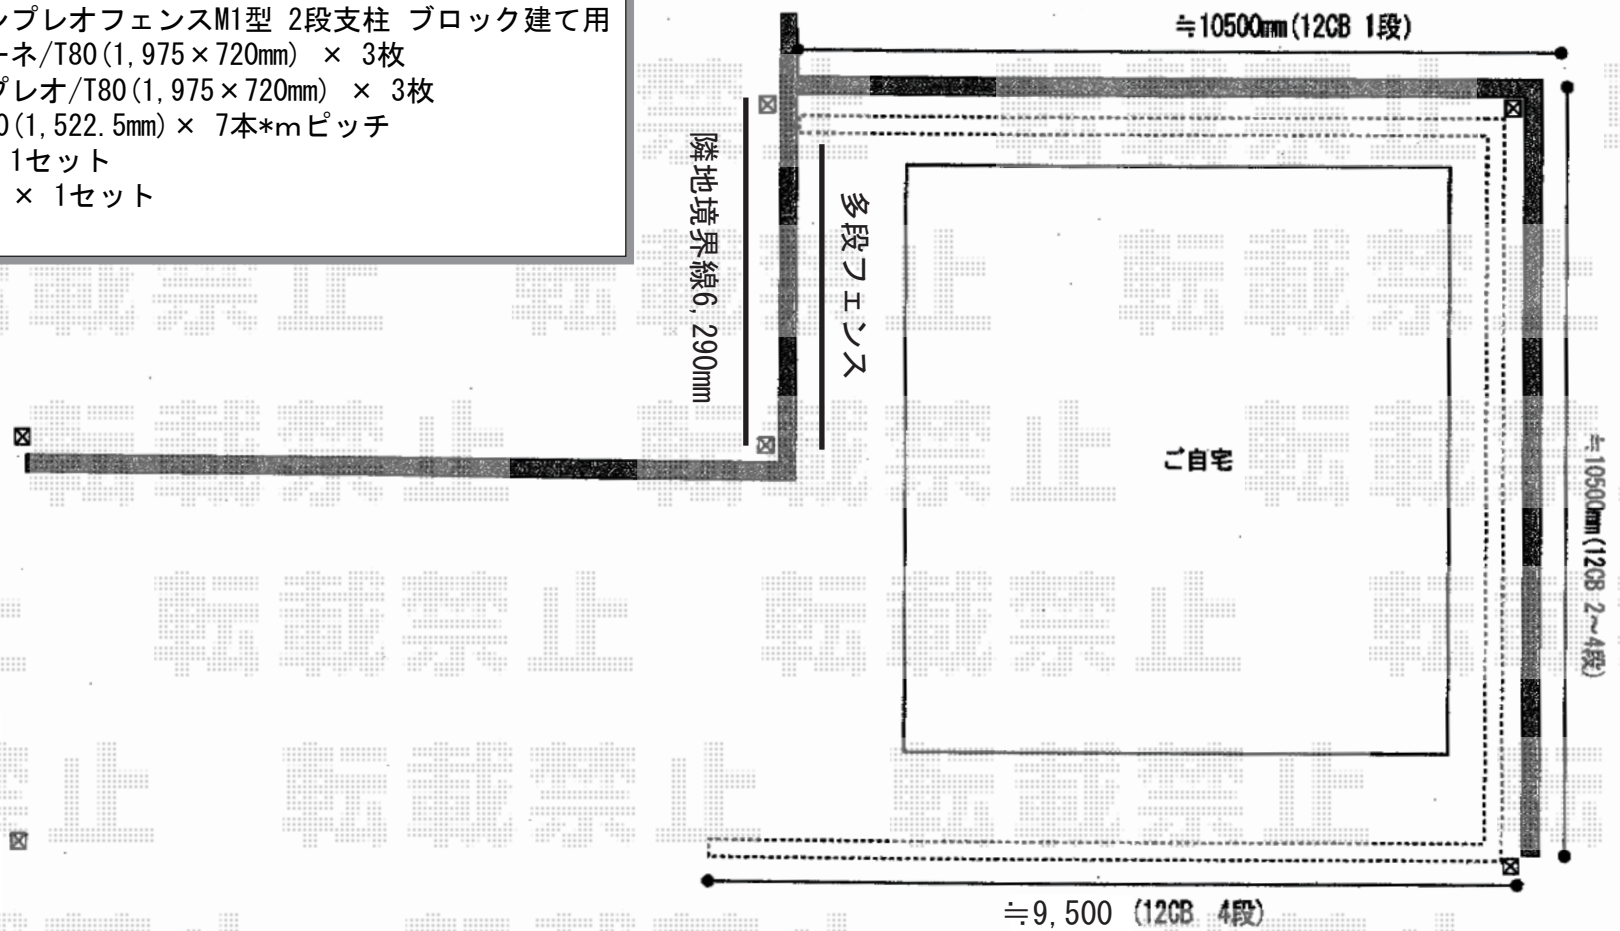 ンプレオフェンスM1型 2段支柱 ブロック建て用
ーネ/T80(1,975×720mm) × 3枚
プレオ/T80(1,975×720mm) × 3枚
0(1,522.5mm)× 7本*mピッチ
1セット
× 1セット
≒10500mm(12CB 1段)
隣地境界線6,290mm
多段フェンス
ご自宅
≒10500mm(12CB 2~4段)
≒9,500 (12CB 4段)
転載禁止